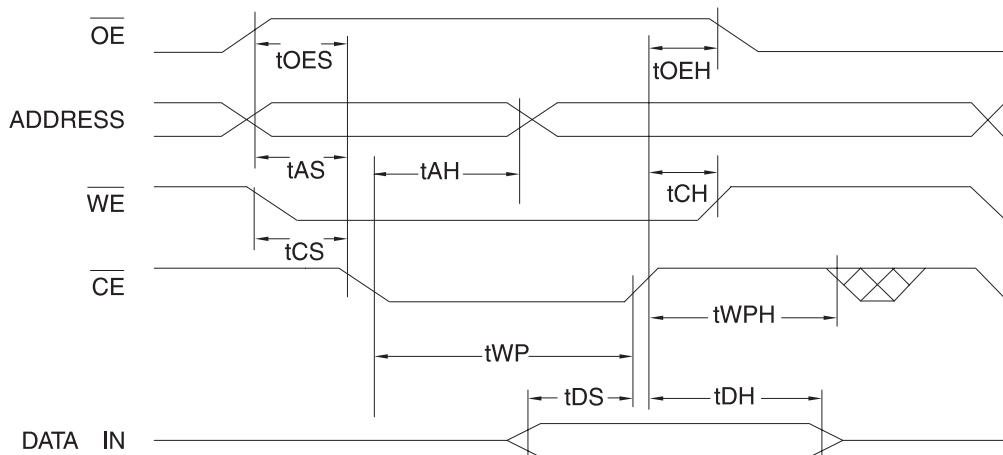 OE
tOES
tOEH
ADDRESS
tAS
tAH
tCH
WE
tCS
CE
tWPH
tWP
tDS
tDH
DATA IN